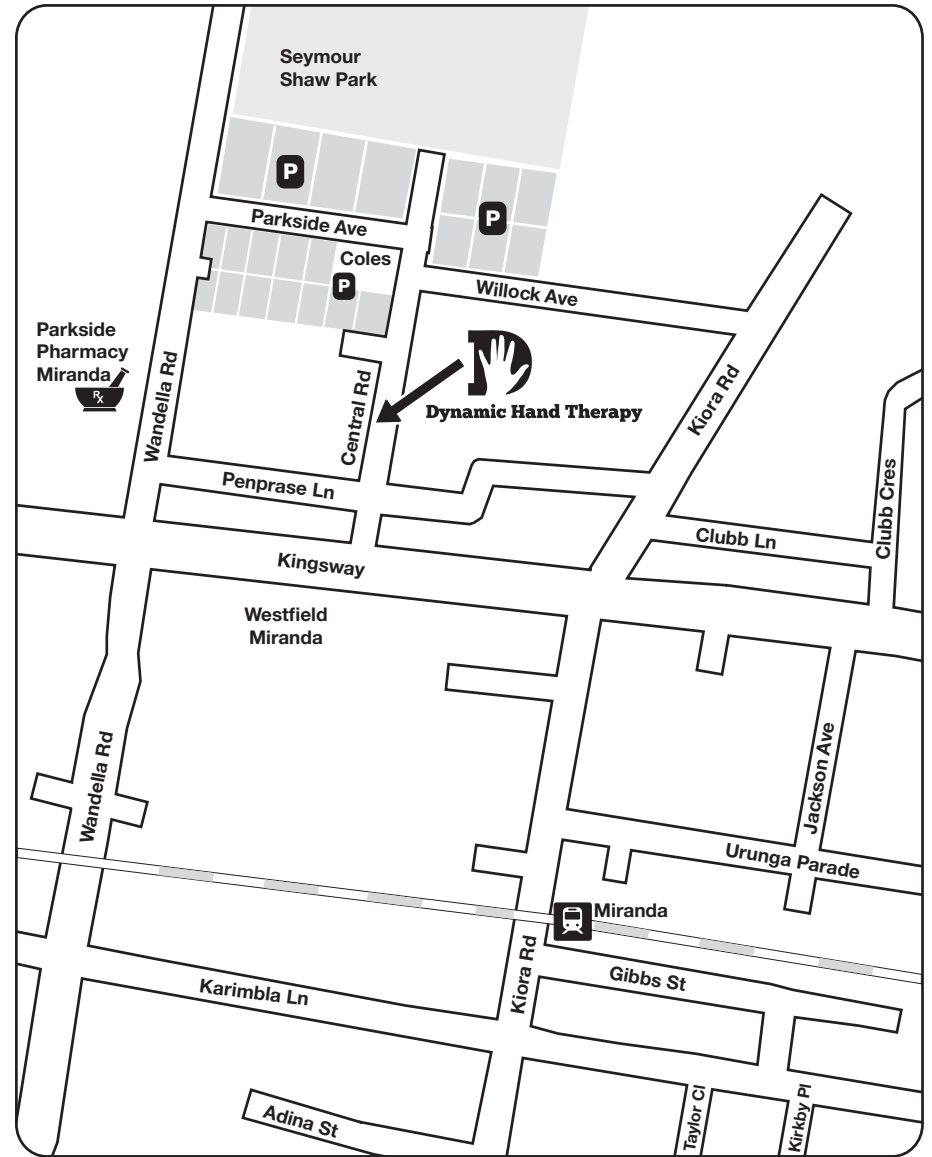 Seymour
Shaw Park
P
Parkside Ave
P
Coles
P
Willock Ave
Parkside
Pharmacy
Miranda
RX
Wandella Rd
Central Rd
Dynamic Hand Therapy
Kiora Rd
Penprase Ln
Clubb Ln
Clubb Cres
Kingsway
Westfield
Miranda
Wandella Rd
Jackson Ave
Urunga Parade
Miranda
Kiora Rd
Gibbs St
Karimbla Ln
Adina St
Taylor Cl
Kirkby Pl